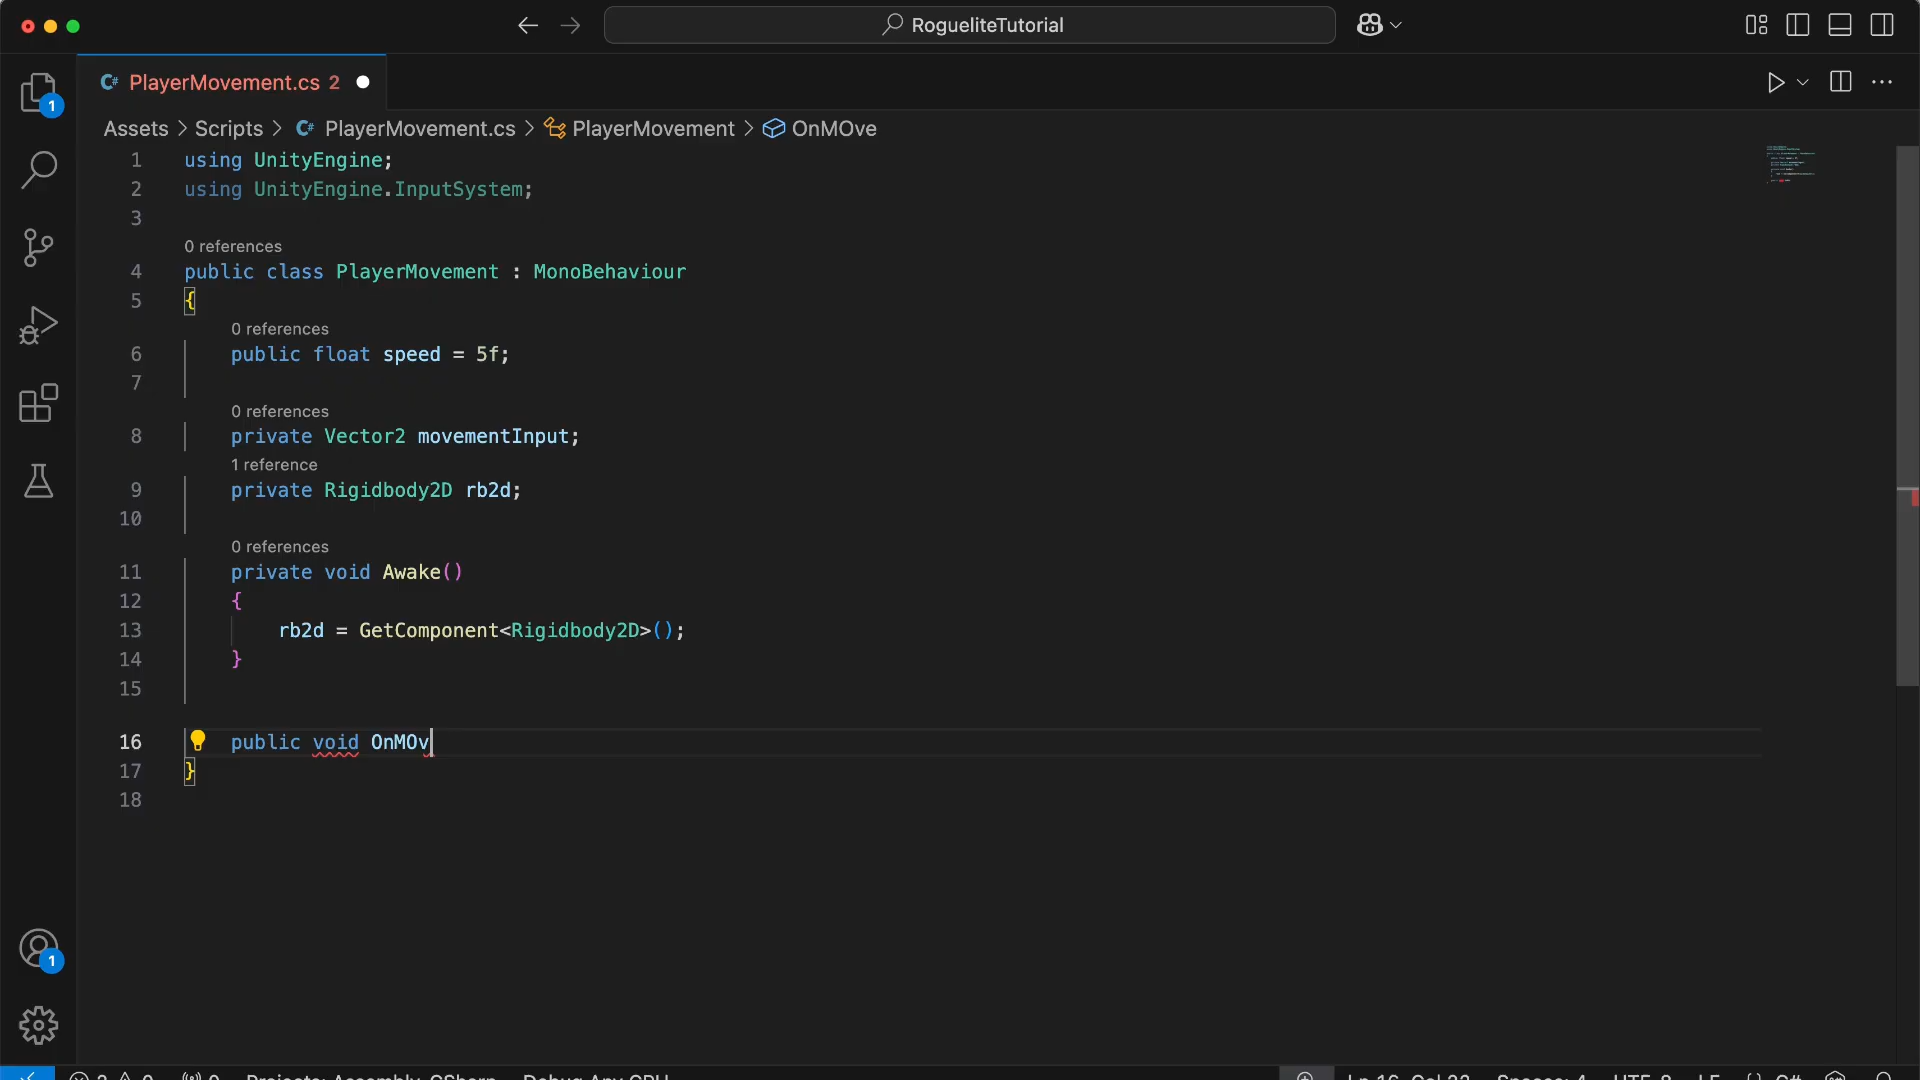 RogueliteTutorial
PlayerMovement.cs 2
Assets > Scripts > PlayerMovement.cs > PlayerMovement > OnMOve
1 using UnityEngine;
2 using UnityEngine.InputSystem;
3
0 references
4 public class PlayerMovement : MonoBehaviour
5 {
0 references
6 public float speed = 5f;
7
0 references
8 private Vector2 movementInput;
1 reference
9 private Rigidbody2D rb2d;
10
0 references
11 private void Awake()
12 {
13 rb2d = GetComponent<Rigidbody2D>();
14 }
15
16 public void OnMOv
17 }
18
1
1